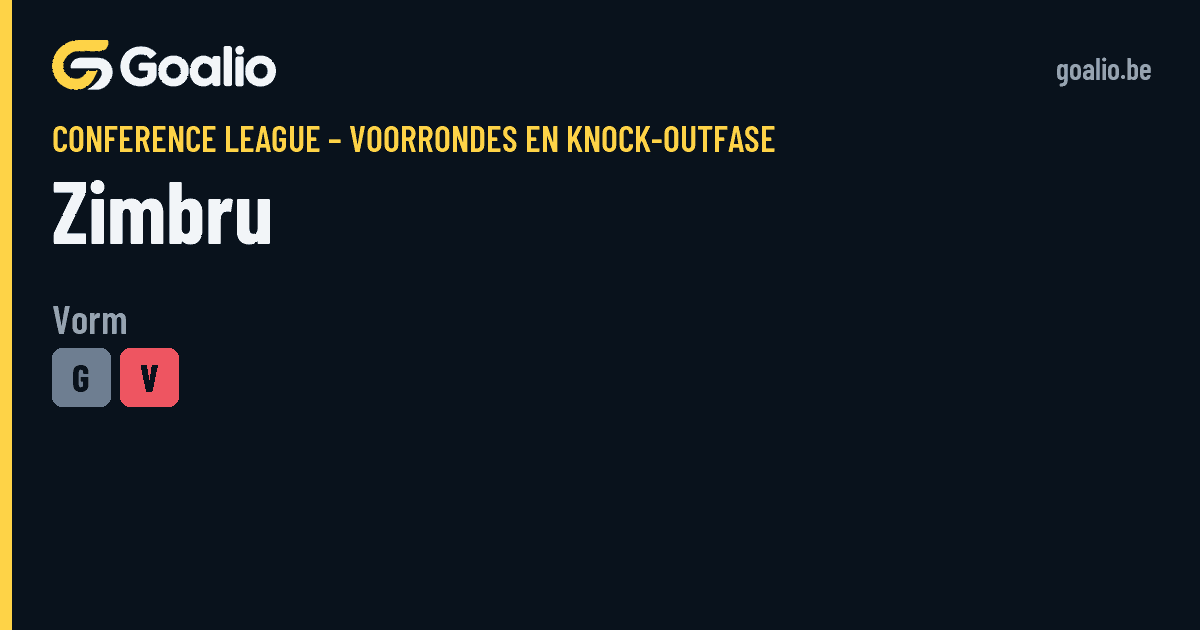 Goalio
goalio.be
CONFERENCE LEAGUE – VOORRONDES EN KNOCK-OUTFASE
Zimbru
Vorm
G V